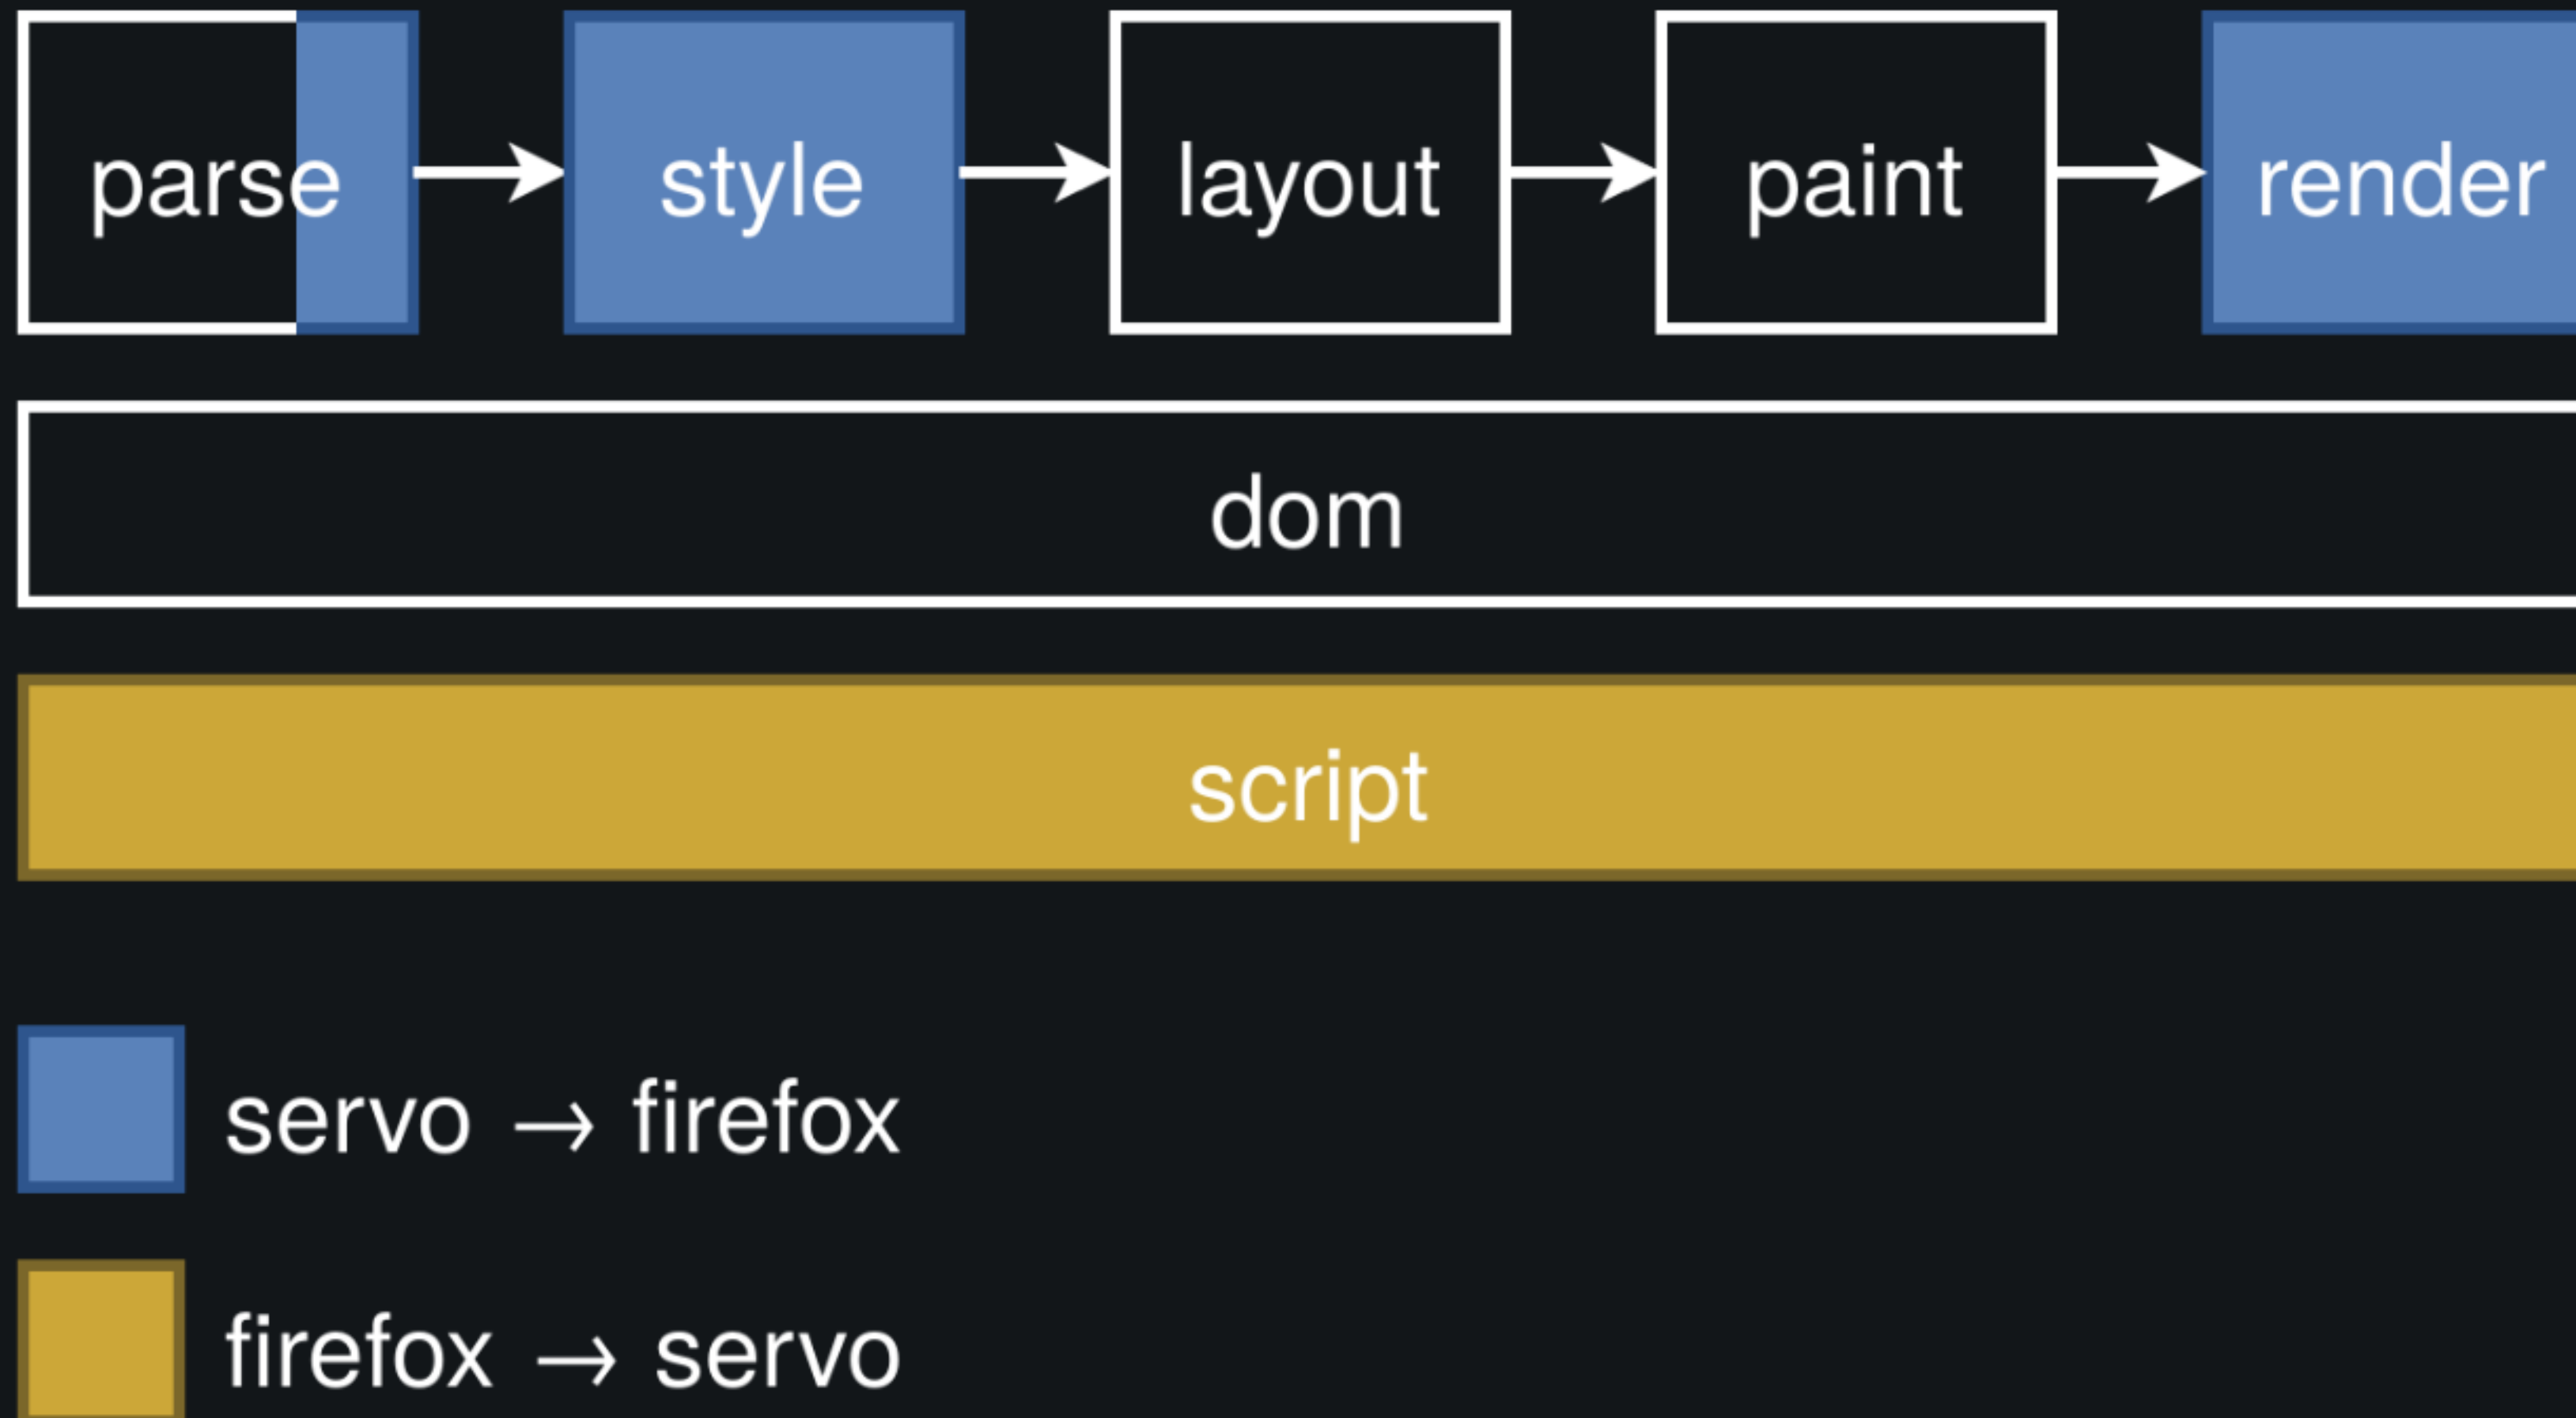 parse style layout paint render
dom
script
servo → firefox
firefox → servo